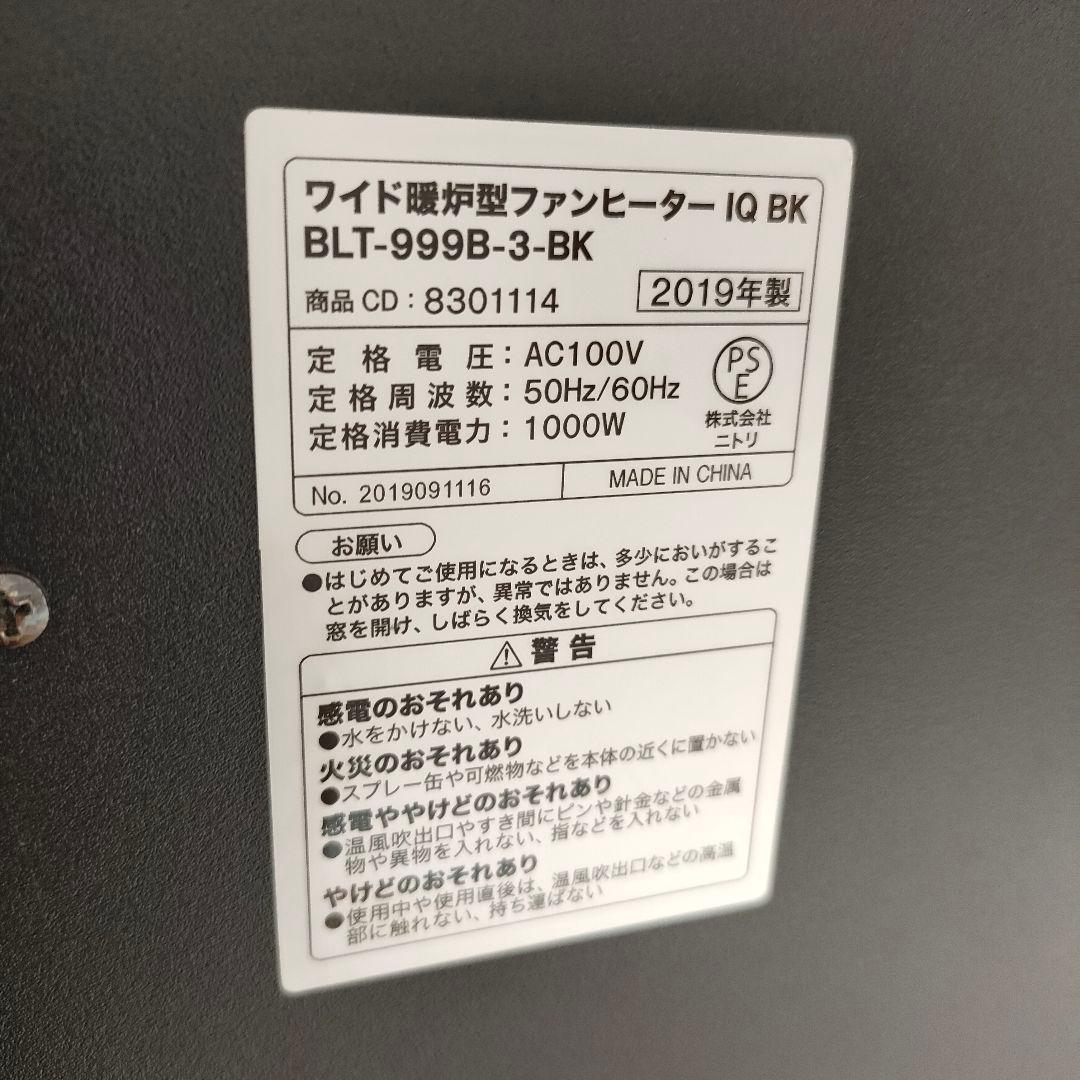 ワイド暖炉型ファンヒーター IQ BK
BLT-999B-3-BK
商品CD：8301114
2019年製
定格電圧：AC100V
定格周波数：50Hz/60Hz
定格消費電力：1000W
PS
E
株式会社
ニトリ
No. 2019091116
MADE IN CHINA
お願い
●はじめてご使用になるときは、多少においがするこ
とがありますが、異常ではありません。この場合は
窓を開け、しばらく換気をしてください。
⚠警告
感電のおそれあり
●水をかけない、水洗いしない
火災のおそれあり
●スプレー缶や可燃物などを本体の近くに置かない
感電ややけどのおそれあり
●温風吹出口やすき間にピンや針金などの金属
物や異物を入れない、指などを入れない
やけどのおそれあり
●使用中や使用直後は、温風吹出口などの高温
部に触れない、持ち運ばない